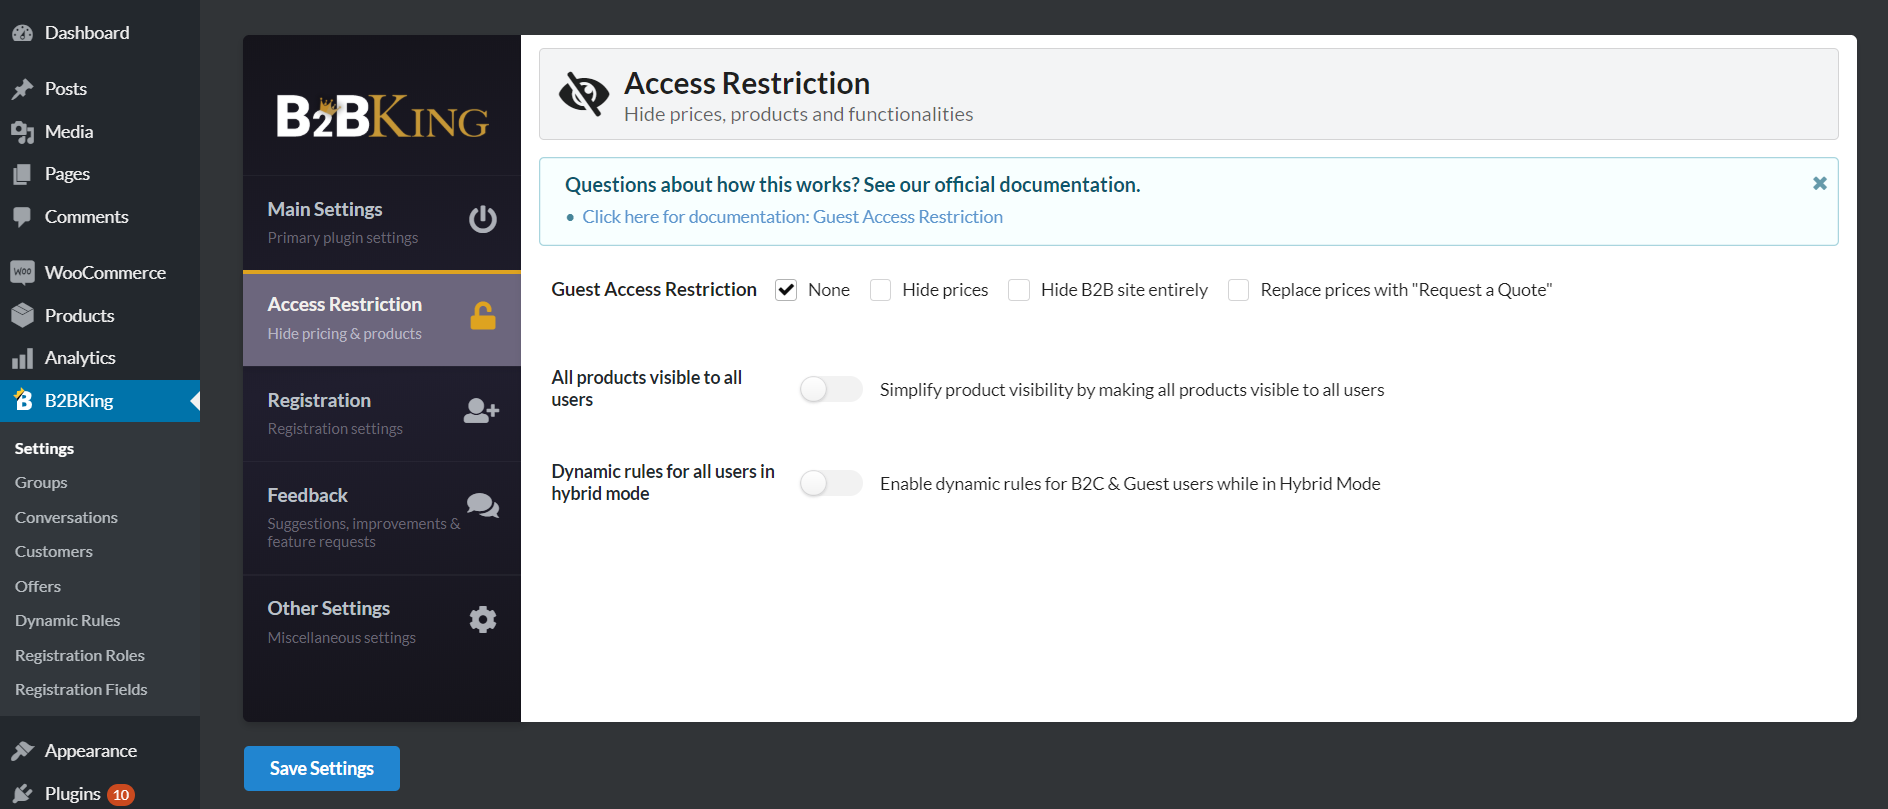 Dashboard
Posts
Media
Pages
Comments
WOO WooCommerce
Products
Analytics
B B2BKing
Settings
Groups
Conversations
Customers
Offers
Dynamic Rules
Registration Roles
Registration Fields
Appearance
Plugins 10
B2BKING
Main Settings
Primary plugin settings
Access Restriction
Hide pricing & products
Registration
Registration settings
Feedback
Suggestions, improvements &
feature requests
Other Settings
Miscellaneous settings
Access Restriction
Hide prices, products and functionalities
Questions about how this works? See our official documentation.
• Click here for documentation: Guest Access Restriction
Guest Access Restriction None Hide prices Hide B2B site entirely Replace prices with "Request a Quote"
All products visible to all
users
Simplify product visibility by making all products visible to all users
Dynamic rules for all users in
hybrid mode
Enable dynamic rules for B2C & Guest users while in Hybrid Mode
Save Settings